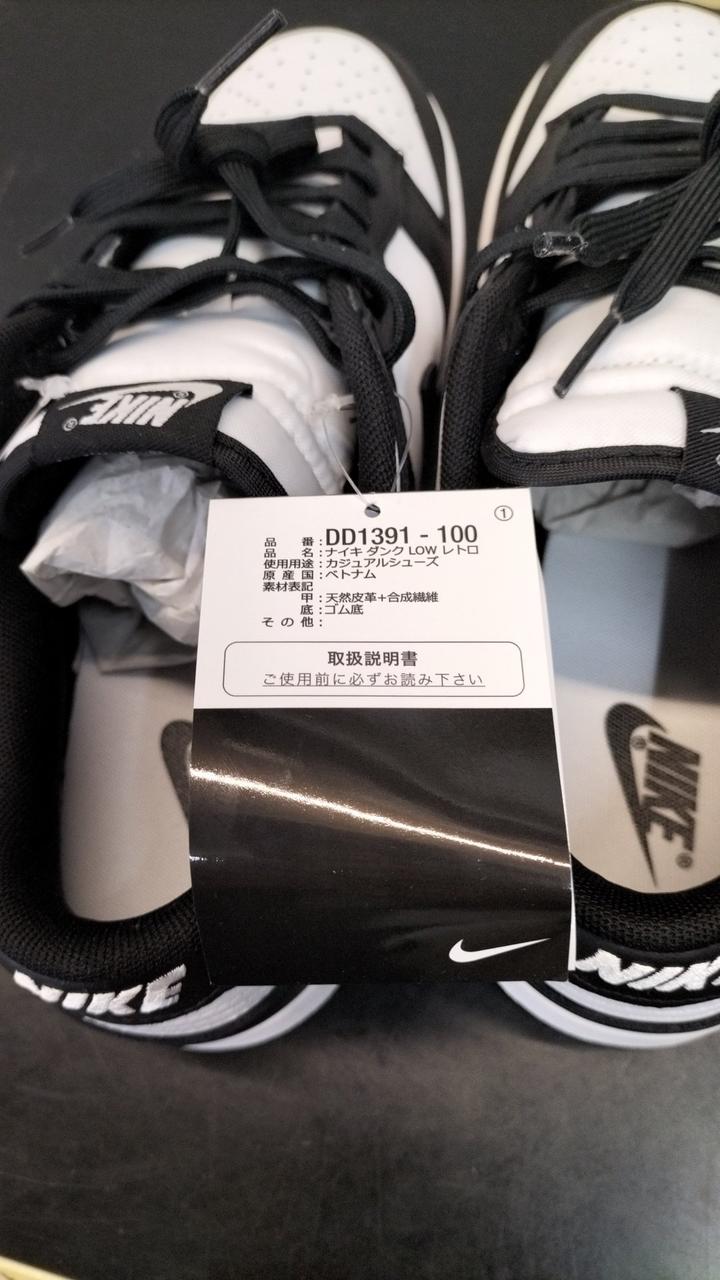 NIKE®
①
品番:DD1391 - 100
品名:ナイキ ダンク LOW レトロ
使用用途:カジュアルシューズ
原産国:ベトナム
素材表記
甲:天然皮革+合成繊維
底:ゴム底
その他:
取扱説明書
ご使用前に必ずお読み下さい
NIKE®
NIKE
NIKE